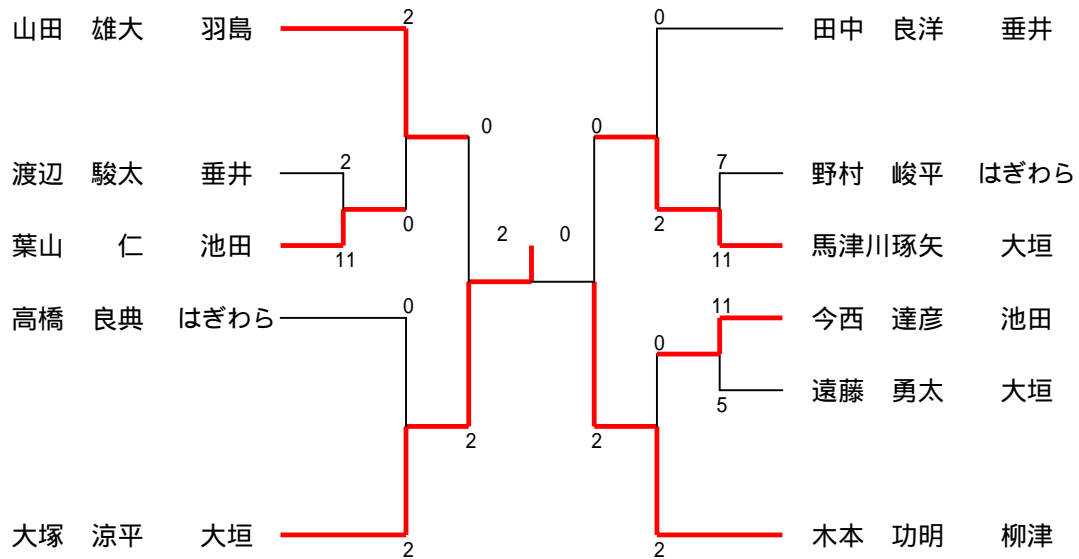 2
0
山田 雄大 羽島
田中 良洋 垂井
0
0
2
7
渡辺 駿太 垂井
野村 峻平 はぎわら
0
2
2
0
葉山 仁 池田
馬津川琢矢 大垣
11
11
0
11
高橋 良典 はぎわら
今西 達彦 池田
0
遠藤 勇太 大垣
5
2
2
大塚 涼平 大垣
木本 功明 柳津
2
2